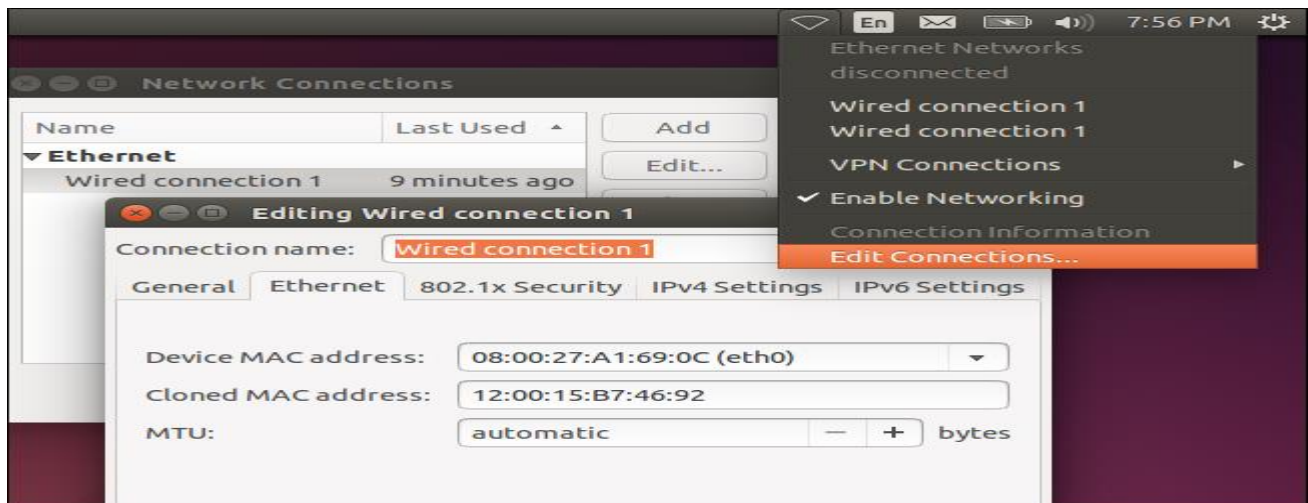 En 7:56 PM
Ethernet Networks
disconnected
Wired connection 1
Wired connection 1
VPN Connections
Enable Networking
Connection Information
Edit Connections...
Network Connections
Name Last Used
Add
Ethernet
Edit...
Wired connection 1 9 minutes ago
Editing Wired connection 1
Connection name: Wired connection 1
General Ethernet 802.1x Security IPv4 Settings IPv6 Settings
Device MAC address: 08:00:27:A1:69:0C (eth0)
Cloned MAC address: 12:00:15:B7:46:92
MTU: automatic bytes